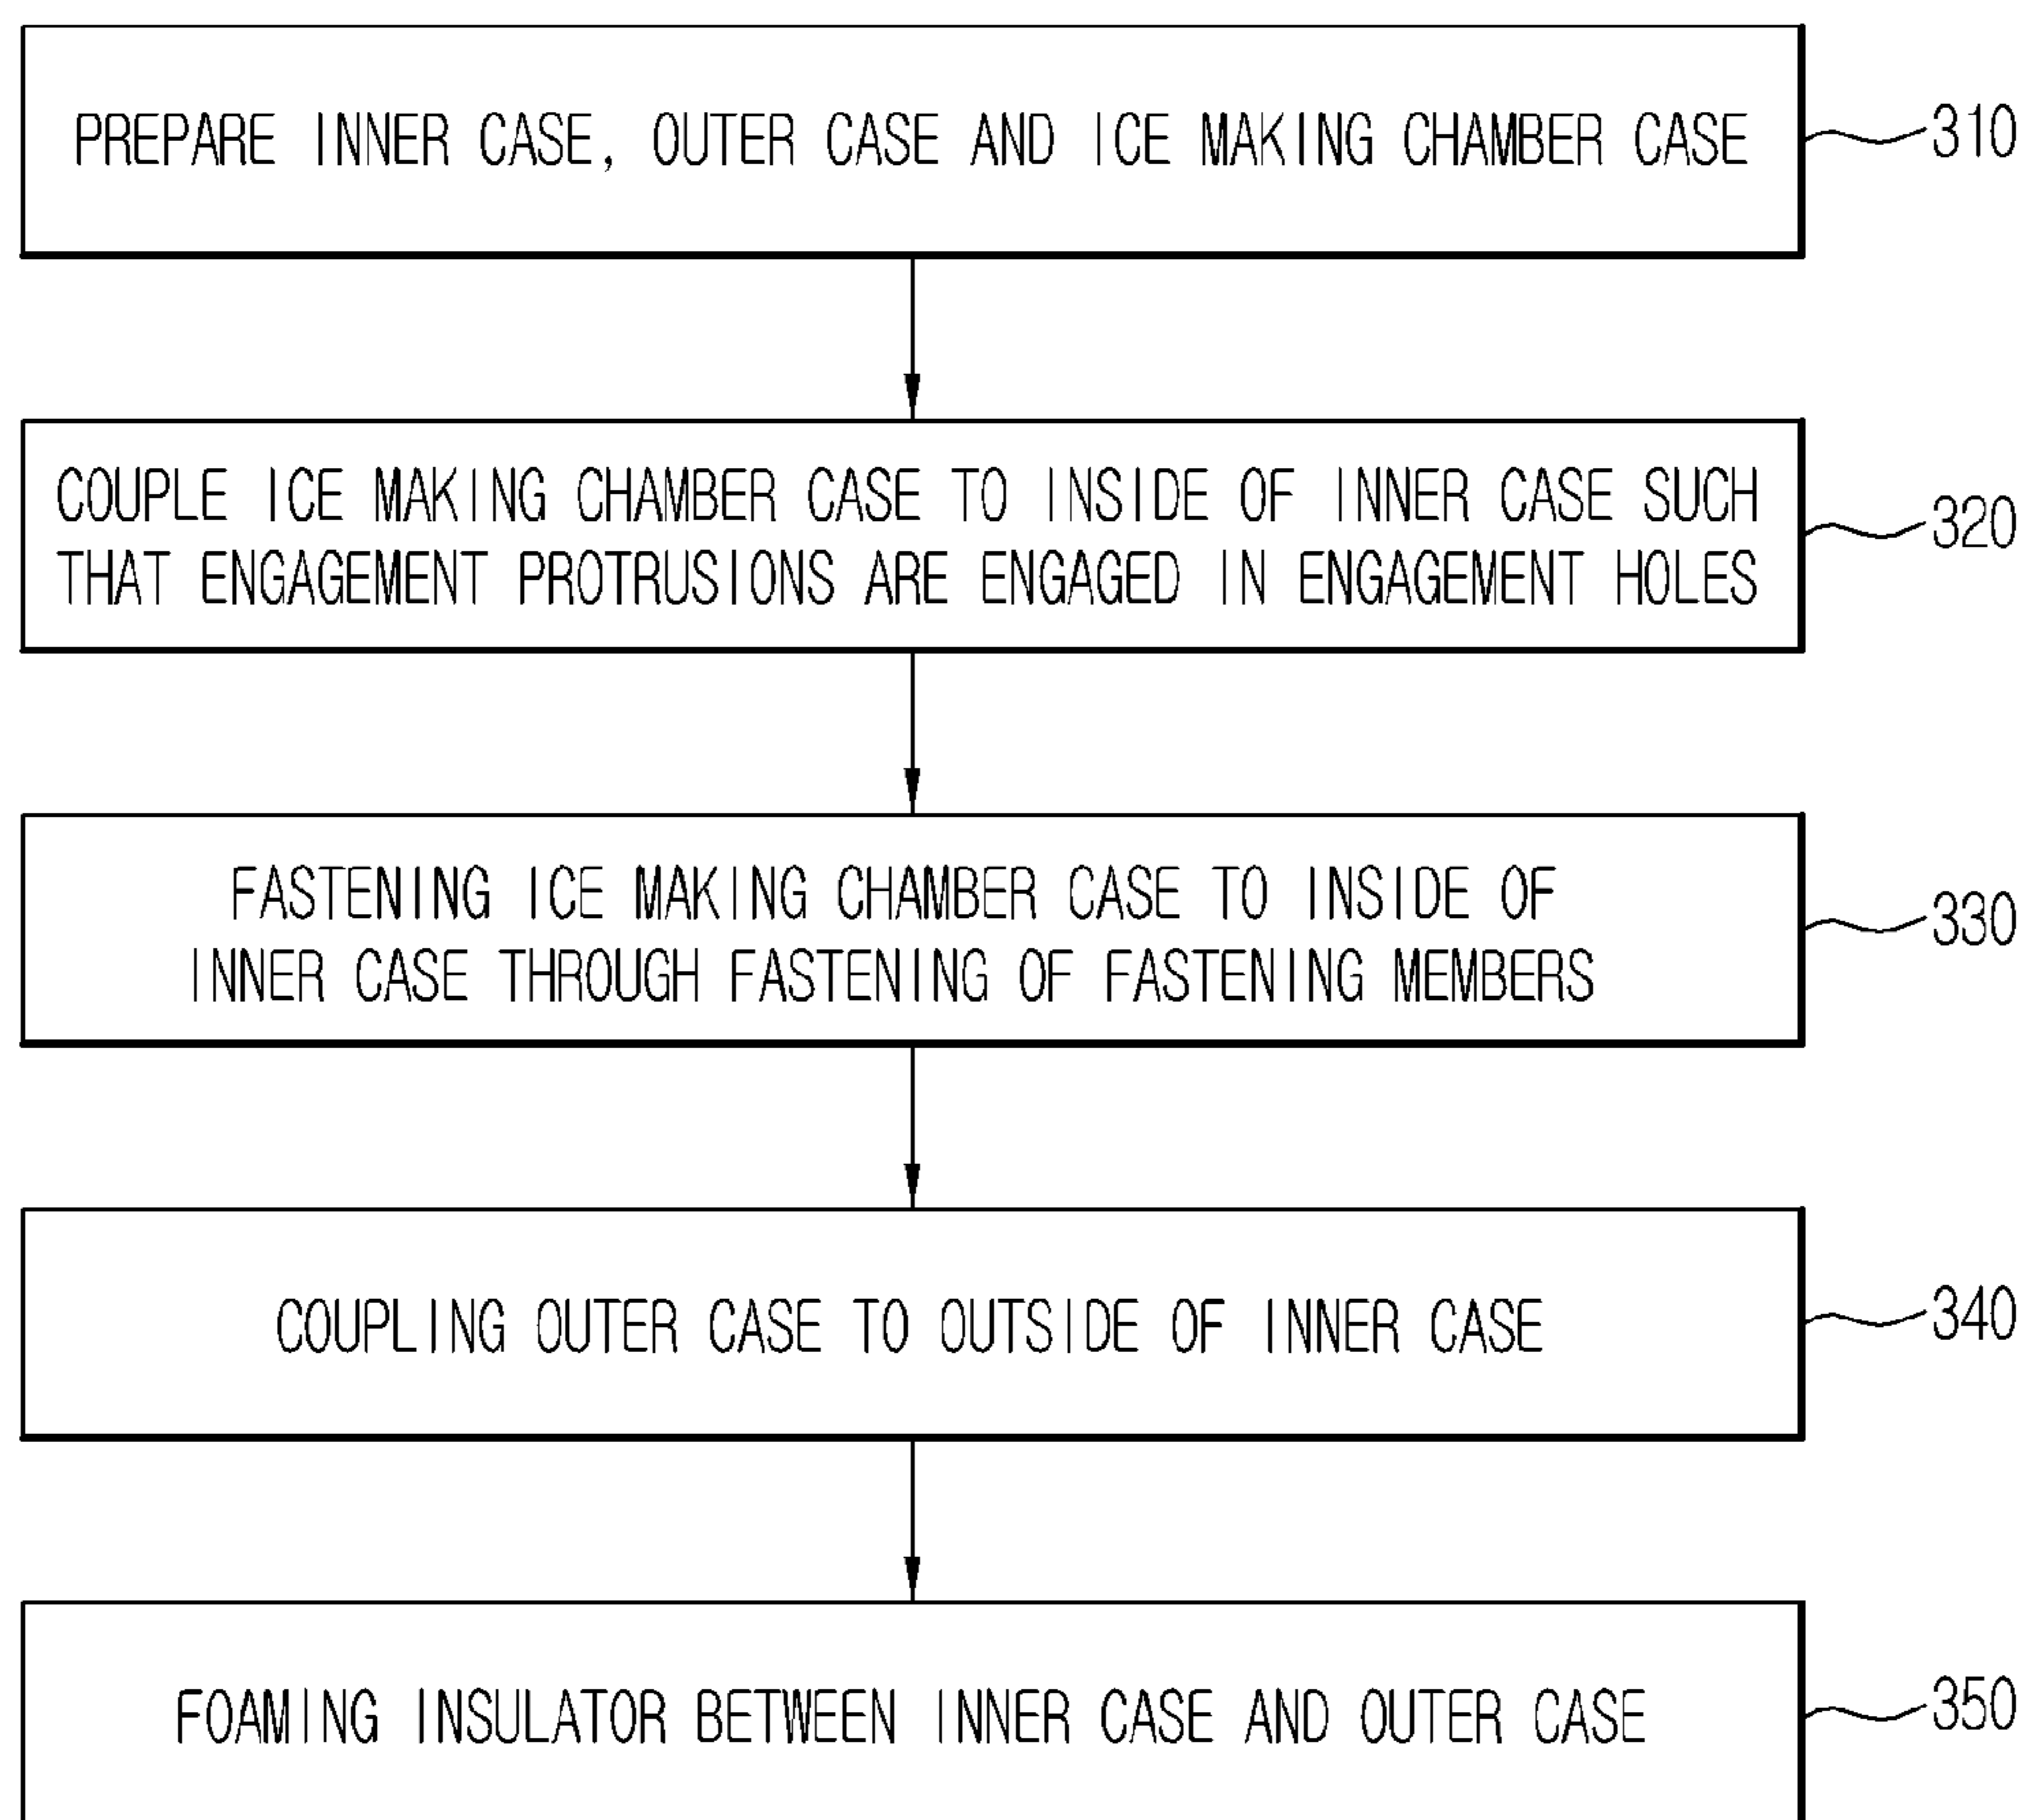 PREPARE INNER CASE, OUTER CASE AND ICE MAKING CHAMBER CASE
310
COUPLE ICE MAKING CHAMBER CASE TO INSIDE OF INNER CASE SUCH
THAT ENGAGEMENT PROTRUSIONS ARE ENGAGED IN ENGAGEMENT HOLES
320
FASTENING ICE MAKING CHAMBER CASE TO INSIDE OF
INNER CASE THROUGH FASTENING OF FASTENING MEMBERS
330
COUPLING OUTER CASE TO OUTSIDE OF INNER CASE
340
FOAMING INSULATOR BETWEEN INNER CASE AND OUTER CASE
350